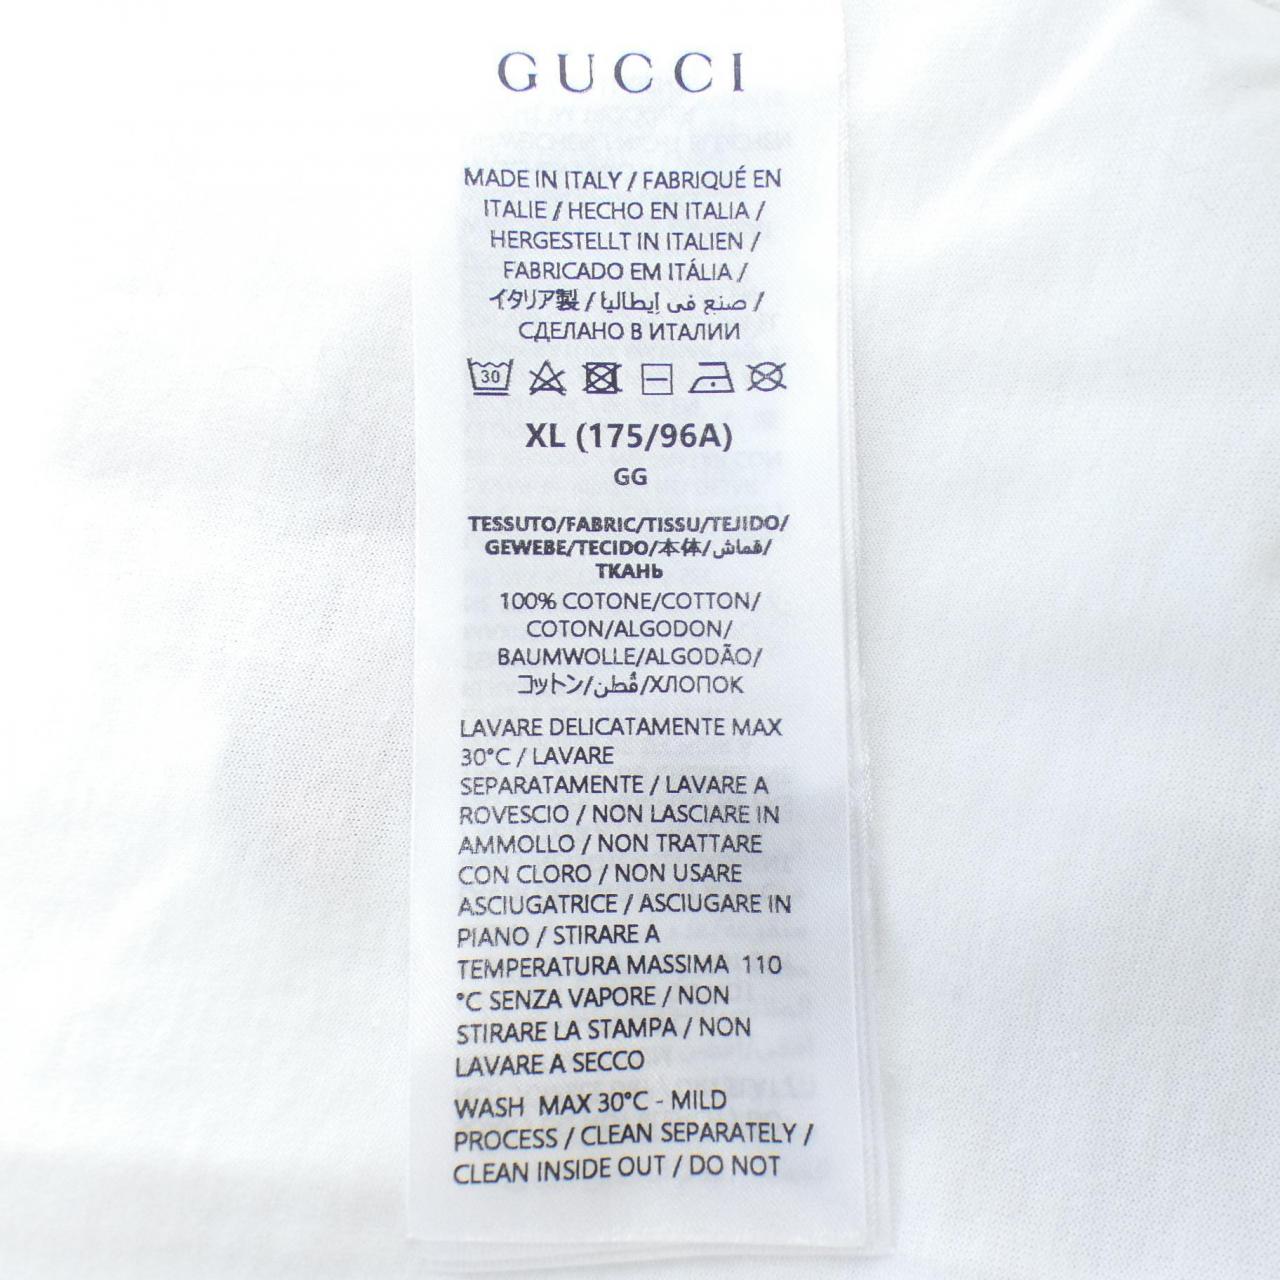 GUCCI
MADE IN ITALY / FABRIQUÉ EN
ITALIE / HECHO EN ITALIA /
HERGESTELLT IN ITALIEN /
FABRICADO EM ITÁLIA /
イタリア製 / صنع في إيطاليا /
СДЕЛАНО В ИТАЛИИ
30
XL (175/96A)
GG
TESSUTO/FABRIC/TISSU/TEJIDO/
GEWEBE/TECIDO/本体/قماش/
ТКАНЬ
100% COTONE/COTTON/
COTON/ALGODON/
BAUMWOLLE/ALGODÃO/
コットン/قُطن/ХЛОПОК
LAVARE DELICATAMENTE MAX
30°C / LAVARE
SEPARATAMENTE / LAVARE A
ROVESCIO / NON LASCIARE IN
AMMOLLO / NON TRATTARE
CON CLORO / NON USARE
ASCIUGATRICE / ASCIUGARE IN
PIANO / STIRARE A
TEMPERATURA MASSIMA 110
°C SENZA VAPORE / NON
STIRARE LA STAMPA / NON
LAVARE A SECCO
WASH MAX 30°C - MILD
PROCESS / CLEAN SEPARATELY /
CLEAN INSIDE OUT / DO NOT